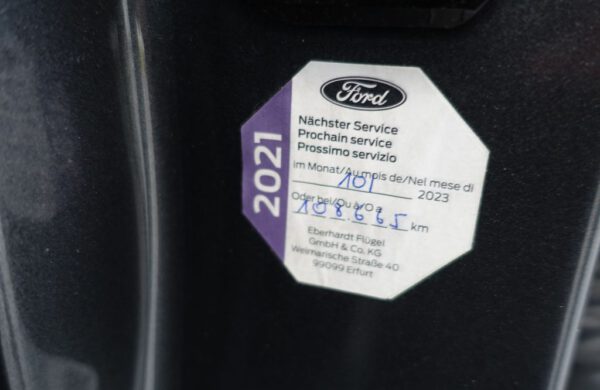 Ford
2021
Nächster Service
Prochain service
Prossimo servizio
im Monat/Au mois de/Nel mese di
10/ 2023
Oder bei/Ou à/O a
108.665 km
Eberhardt Flügel
GmbH & Co. KG
Weimarische Straße 40
99099 Erfurt